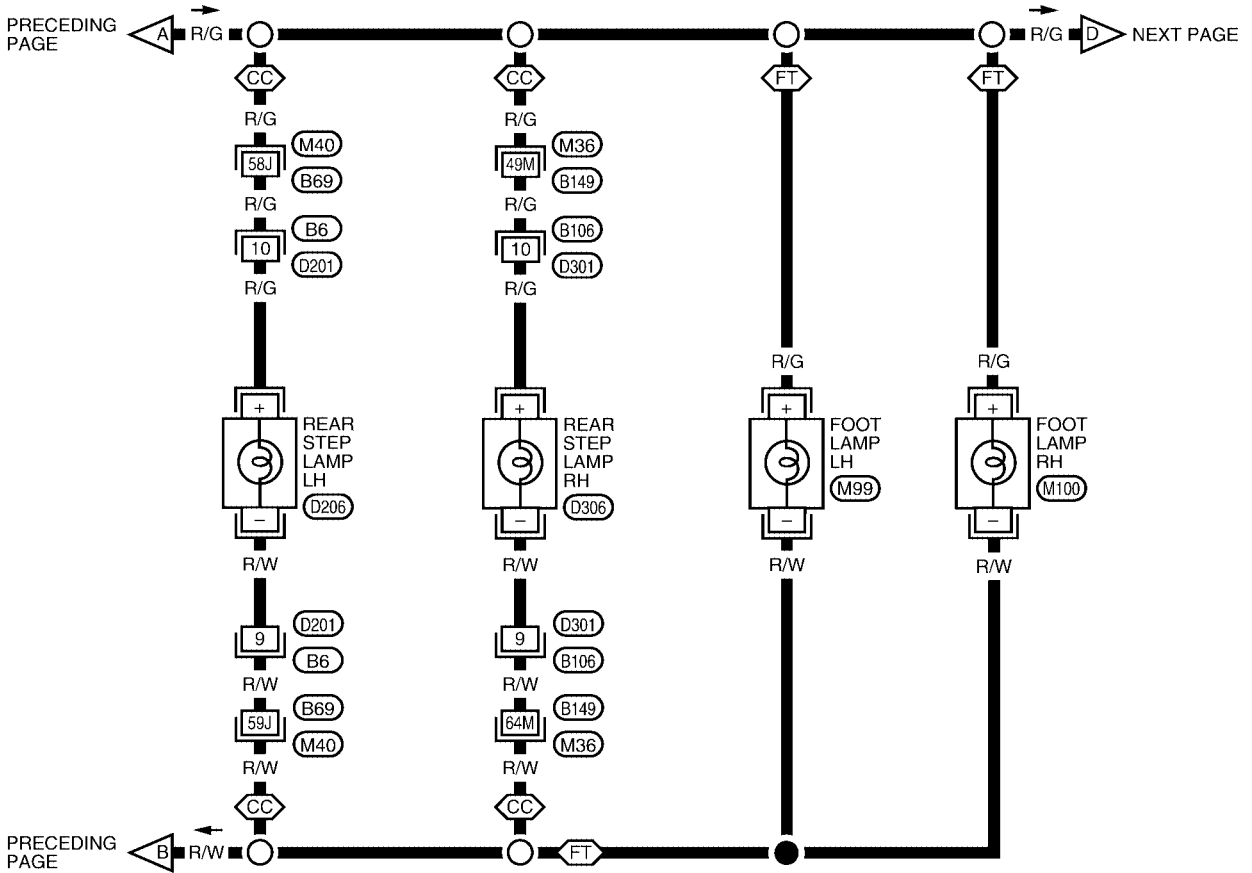 PRECEDING
PAGE
A
R/G
R/G
D
NEXT PAGE
CC
CC
FT
FT
R/G
R/G
58J
M40
B69
49M
M36
B149
R/G
R/G
10
B6
D201
10
B106
D301
R/G
R/G
R/G
R/G
+
+
+
+
REAR
STEP
LAMP
LH
D206
REAR
STEP
LAMP
RH
D306
FOOT
LAMP
LH
M99
FOOT
LAMP
RH
M100
−
−
−
−
R/W
R/W
R/W
R/W
9
D201
B6
9
D301
B106
R/W
R/W
59J
B69
M40
64M
B149
M36
R/W
R/W
CC
CC
PRECEDING
PAGE
B
R/W
FT